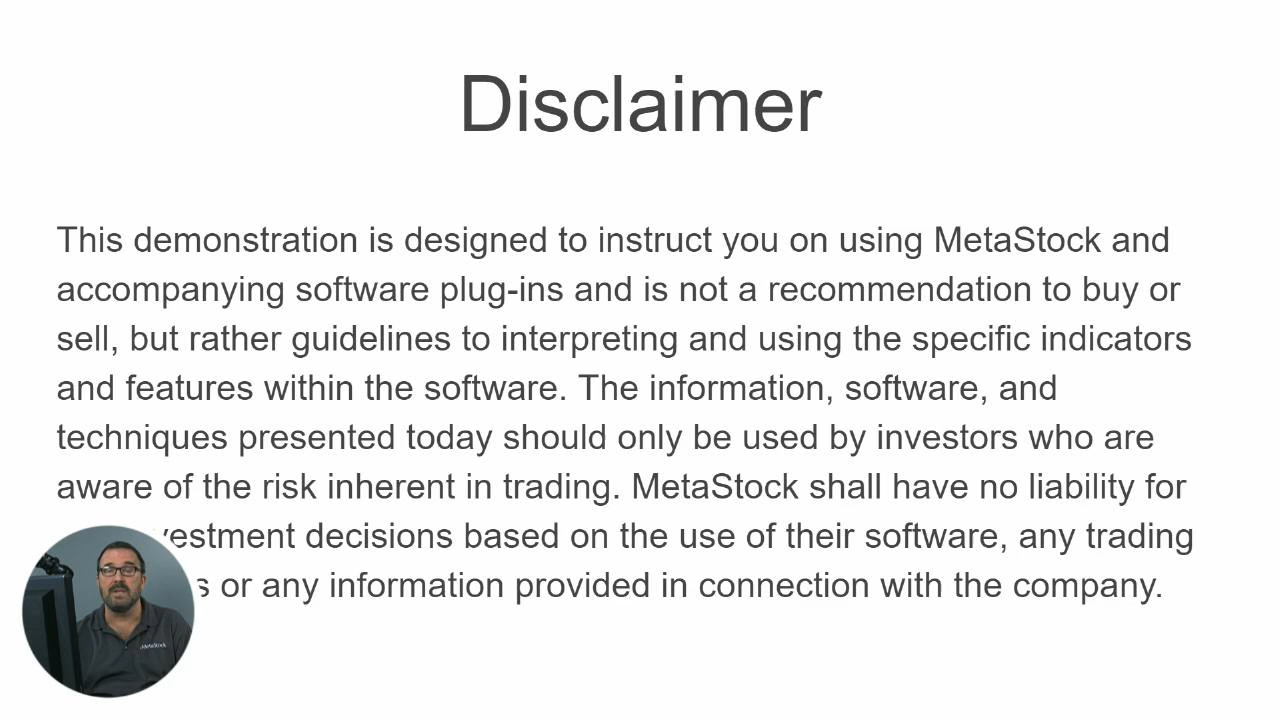 Disclaimer
This demonstration is designed to instruct you on using MetaStock and
accompanying software plug-ins and is not a recommendation to buy or
sell, but rather guidelines to interpreting and using the specific indicators
and features within the software. The information, software, and
techniques presented today should only be used by investors who are
aware of the risk inherent in trading. MetaStock shall have no liability for
decisions based on the use of their software, any trading
or any information provided in connection with the company.
MetaStock